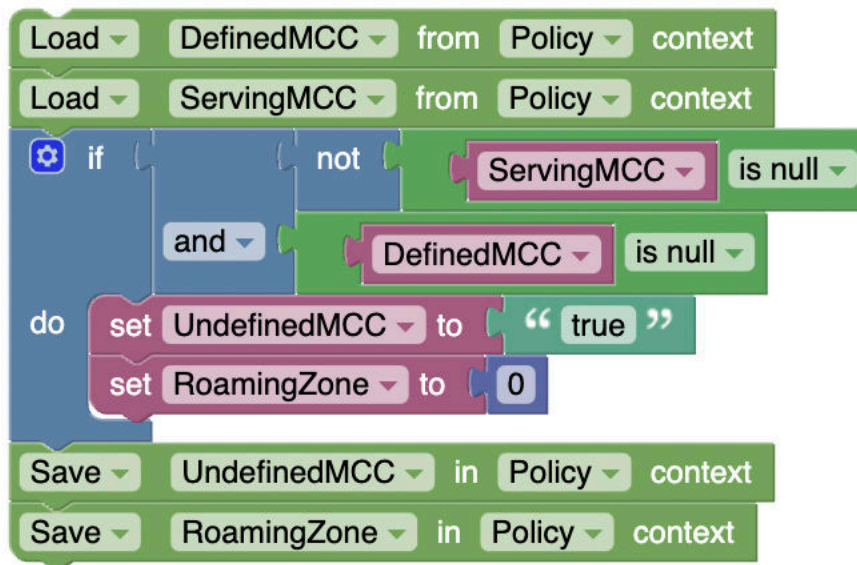 Load DefinedMCC from Policy context
Load ServingMCC from Policy context
if not ServingMCC is null
and DefinedMCC is null
do set UndefinedMCC to “ true ”
set RoamingZone to 0
Save UndefinedMCC in Policy context
Save RoamingZone in Policy context